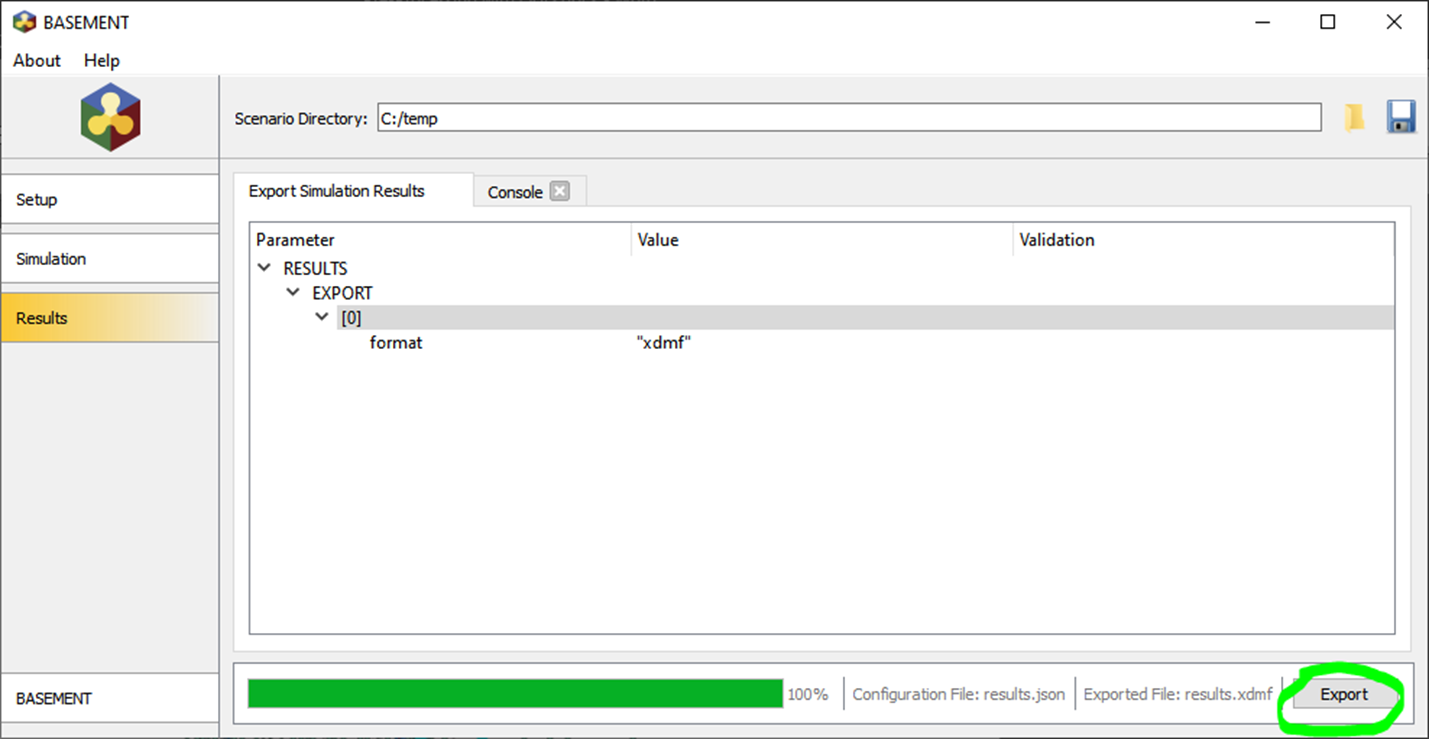 BASEMENT
About Help
Scenario Directory: C:/temp
Setup
Simulation
Results
BASEMENT
Export Simulation Results Console
Parameter Value Validation
RESULTS
EXPORT
[0]
format "xdmf"
100% Configuration File: results.json Exported File: results.xdmf Export